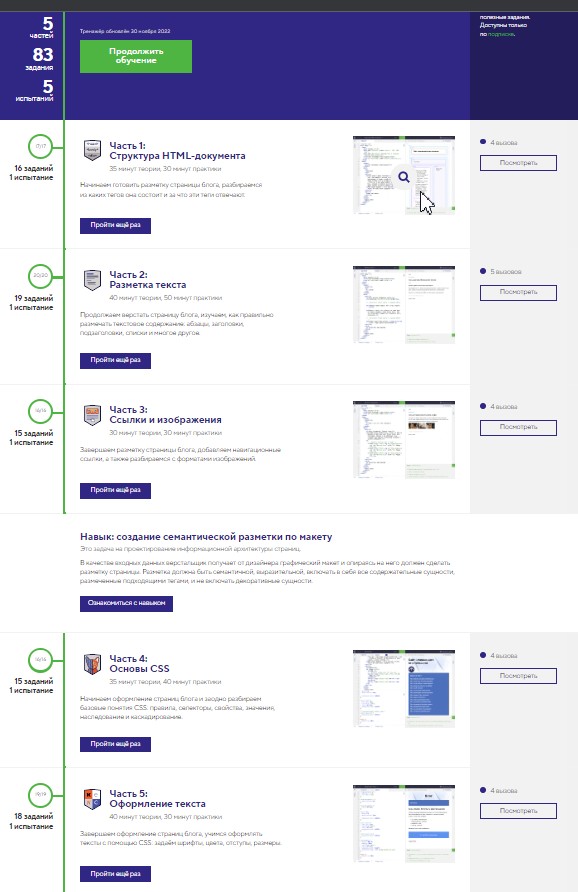 5
частей
83
задания
5
испытаний
Тренажёр обновлён 30 ноября 2022
Продолжить
обучение
полезные задания.
Доступны только
по подписке.
17/17
16 заданий
1 испытание
Часть 1:
Структура HTML-документа
35 минут теории, 30 минут практики
Начинаем готовить разметку страницы блога, разбираемся
из каких тегов она состоит и за что эти теги отвечают.
Пройти ещё раз
4 вызова
Посмотреть
20/20
19 заданий
1 испытание
Часть 2:
Разметка текста
40 минут теории, 50 минут практики
Продолжаем верстать страницу блога, изучаем, как правильно
размечать текстовое содержание: абзацы, заголовки,
подзаголовки, списки и многое другое.
Пройти ещё раз
5 вызовов
Посмотреть
16/16
15 заданий
1 испытание
Часть 3:
Ссылки и изображения
30 минут теории, 30 минут практики
Завершаем разметку страницы блога, добавляем навигационные
ссылки, а также разбираемся с форматами изображений.
Пройти ещё раз
4 вызова
Посмотреть
Навык: создание семантической разметки по макету
Это задача на проектирование информационной архитектуры страниц.
В качестве входных данных верстальщик получает от дизайнера графический макет и опираясь на него должен сделать
разметку страницы. Разметка должна быть семантичной, выразительной, включать в себя все содержательные сущности,
размеченные подходящими тегами, и не включать декоративные сущности.
Ознакомиться с навыком
16/16
15 заданий
1 испытание
Часть 4:
Основы CSS
35 минут теории, 40 минут практики
Начинаем оформление страниц блога и заодно разбираем
базовые понятия CSS: правила, селекторы, свойства, значения,
наследование и каскадирование.
Пройти ещё раз
4 вызова
Посмотреть
19/19
18 заданий
1 испытание
Часть 5:
Оформление текста
40 минут теории, 30 минут практики
Завершаем оформление страниц блога, учимся оформлять
тексты с помощью CSS: задаём шрифты, цвета, отступы, размеры.
Пройти ещё раз
4 вызова
Посмотреть